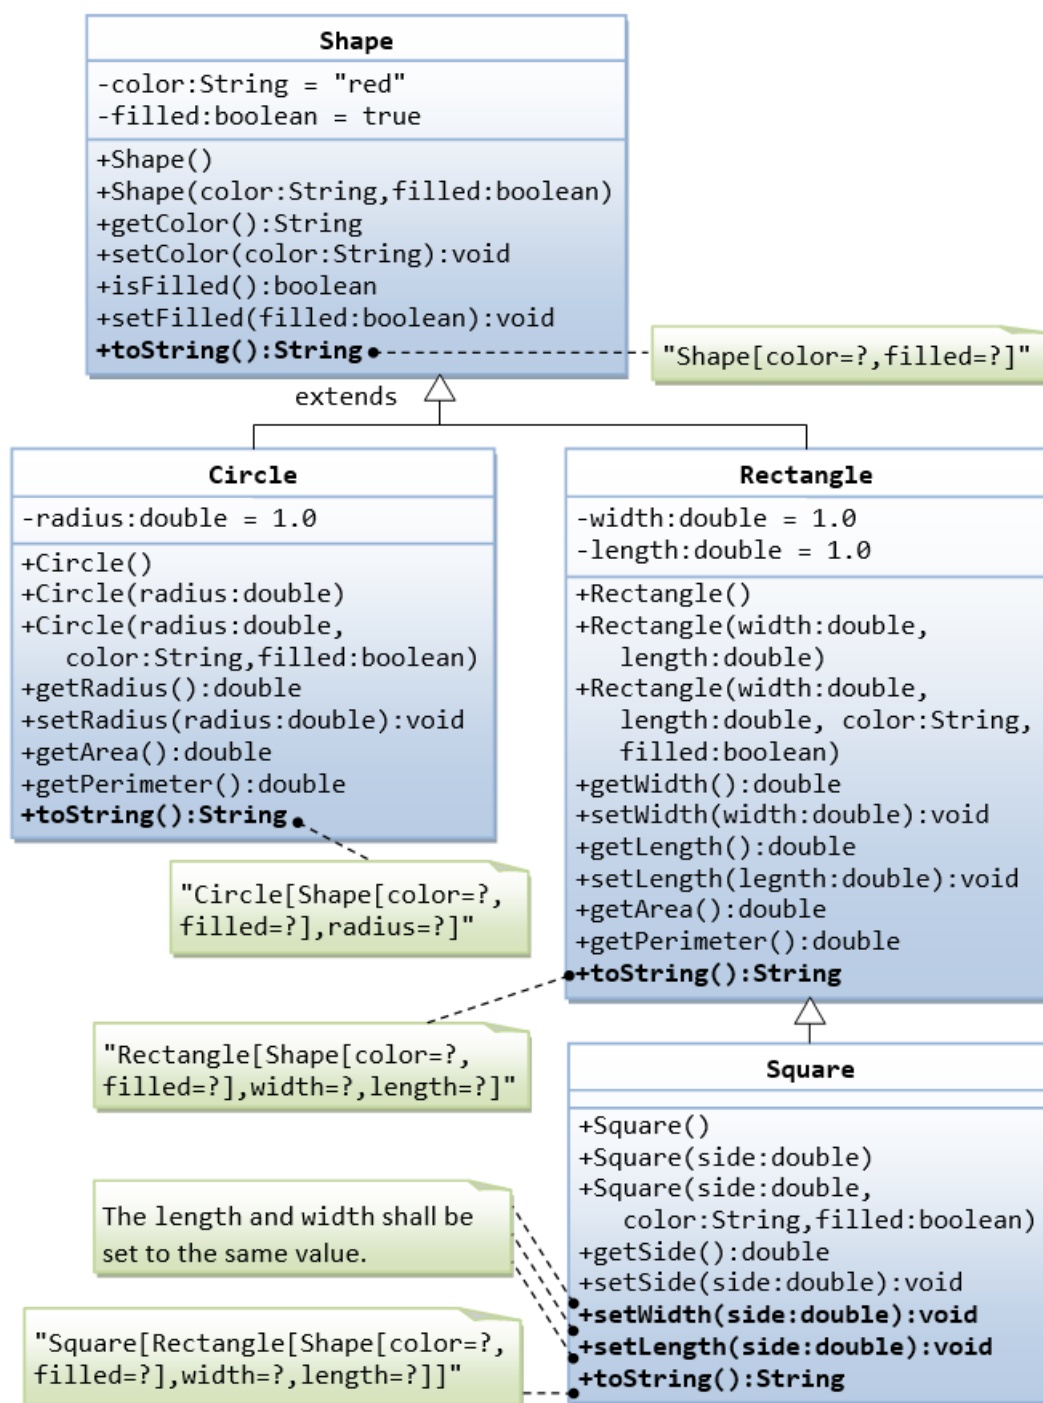 Shape
-color:String = "red"
-filled:boolean = true
+Shape()
+Shape(color:String,filled:boolean)
+getColor():String
+setColor(color:String):void
+isFilled():boolean
+setFilled(filled:boolean):void
+toString():String
"Shape[color=?,filled=?]"
extends
Circle
-radius:double = 1.0
+Circle()
+Circle(radius:double)
+Circle(radius:double,
color:String,filled:boolean)
+getRadius():double
+setRadius(radius:double):void
+getArea():double
+getPerimeter():double
+toString():String
"Circle[Shape[color=?,
filled=?],radius=?]"
Rectangle
-width:double = 1.0
-length:double = 1.0
+Rectangle()
+Rectangle(width:double,
length:double)
+Rectangle(width:double,
length:double, color:String,
filled:boolean)
+getWidth():double
+setWidth(width:double):void
+getLength():double
+setLength(legnth:double):void
+getArea():double
+getPerimeter():double
+toString():String
"Rectangle[Shape[color=?,
filled=?],width=?,length=?]"
Square
+Square()
+Square(side:double)
+Square(side:double,
color:String,filled:boolean)
+getSide():double
+setSide(side:double):void
+setWidth(side:double):void
+setLength(side:double):void
+toString():String
The length and width shall be
set to the same value.
"Square[Rectangle[Shape[color=?,
filled=?],width=?,length=?]]"